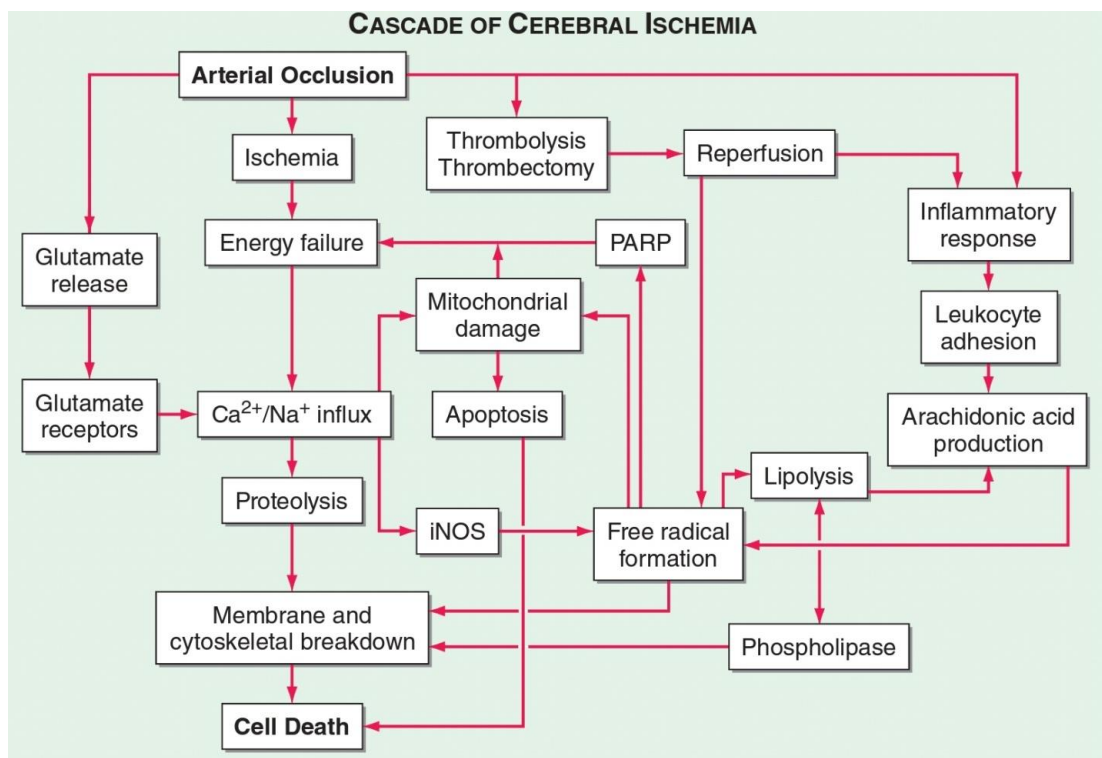 CASCADE OF CEREBRAL ISCHEMIA
Arterial Occlusion
Ischemia
Thrombolysis
Thrombectomy
Reperfusion
Inflammatory
response
Energy failure
PARP
Glutamate
release
Mitochondrial
damage
Leukocyte
adhesion
Glutamate
receptors
Ca²⁺/Na⁺ influx
Apoptosis
Arachidonic acid
production
Lipolysis
Proteolysis
iNOS
Free radical
formation
Membrane and
cytoskeletal breakdown
Phospholipase
Cell Death